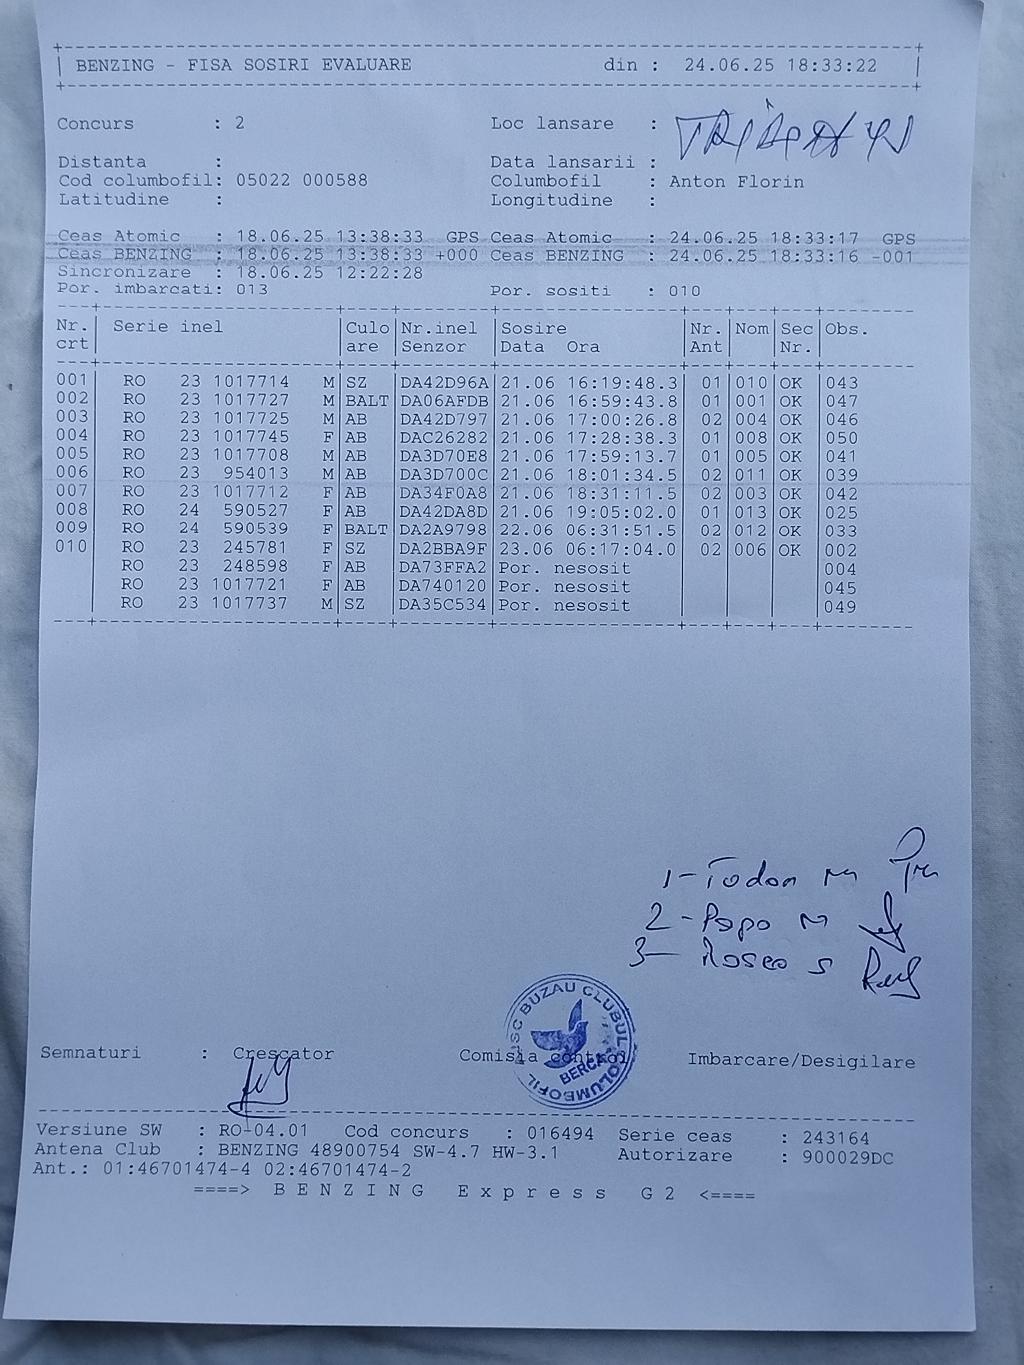 BENZING - FISA SOSIRI EVALUARE din : 24.06.25 18:33:22
Concurs : 2 Loc lansare :
Distanta : Data lansarii :
Cod columbofil: 05022 000588 Columbofil : Anton Florin
Latitudine : Longitudine :
Ceas Atomic : 18.06.25 13:38:33 GPS Ceas Atomic : 24.06.25 18:33:17 GPS
Ceas BENZING : 18.06.25 13:38:33 +000 Ceas BENZING : 24.06.25 18:33:16 -001
Sincronizare : 18.06.25 12:22:28
Por. imbarcati: 013 Por. sositi : 010
Nr. Serie inel Culo Nr.inel Sosire Nr. Nom Sec Obs.
crt are Senzor Data Ora Ant Nr.
001 RO 23 1017714 M SZ DA42D96A 21.06 16:19:48.3 01 010 OK 043
002 RO 23 1017727 M BALT DA06AFDB 21.06 16:59:43.8 01 001 OK 047
003 RO 23 1017725 M AB DA42D797 21.06 17:00:26.8 02 004 OK 046
004 RO 23 1017745 F AB DAC26282 21.06 17:28:38.3 01 008 OK 050
005 RO 23 1017708 M AB DA3D70E8 21.06 17:59:13.7 01 005 OK 041
006 RO 23 954013 M AB DA3D700C 21.06 18:01:34.5 02 011 OK 039
007 RO 23 1017712 F AB DA34F0A8 21.06 18:31:11.5 02 003 OK 042
008 RO 24 590527 F AB DA42DA8D 21.06 19:05:02.0 01 013 OK 025
009 RO 24 590539 F BALT DA2A9798 22.06 06:31:51.5 02 012 OK 033
010 RO 23 245781 F SZ DA2BBA9F 23.06 06:17:04.0 02 006 OK 002
RO 23 248598 F AB DA73FFA2 Por. nesosit 004
RO 23 1017721 F AB DA740120 Por. nesosit 045
RO 23 1017737 M SZ DA35C534 Por. nesosit 049
1-Todon
2-Popo M
3-
BUZAU CLUBUL COLUMBOFIL
BERCA
Semnaturi : Crescator Comisia control Imbarcare/Desigilare
Versiune SW : RO-04.01 Cod concurs : 016494 Serie ceas : 243164
Antena Club : BENZING 48900754 SW-4.7 HW-3.1 Autorizare : 900029DC
Ant.: 01:46701474-4 02:46701474-2
====> B E N Z I N G E x p r e s s G 2 <====